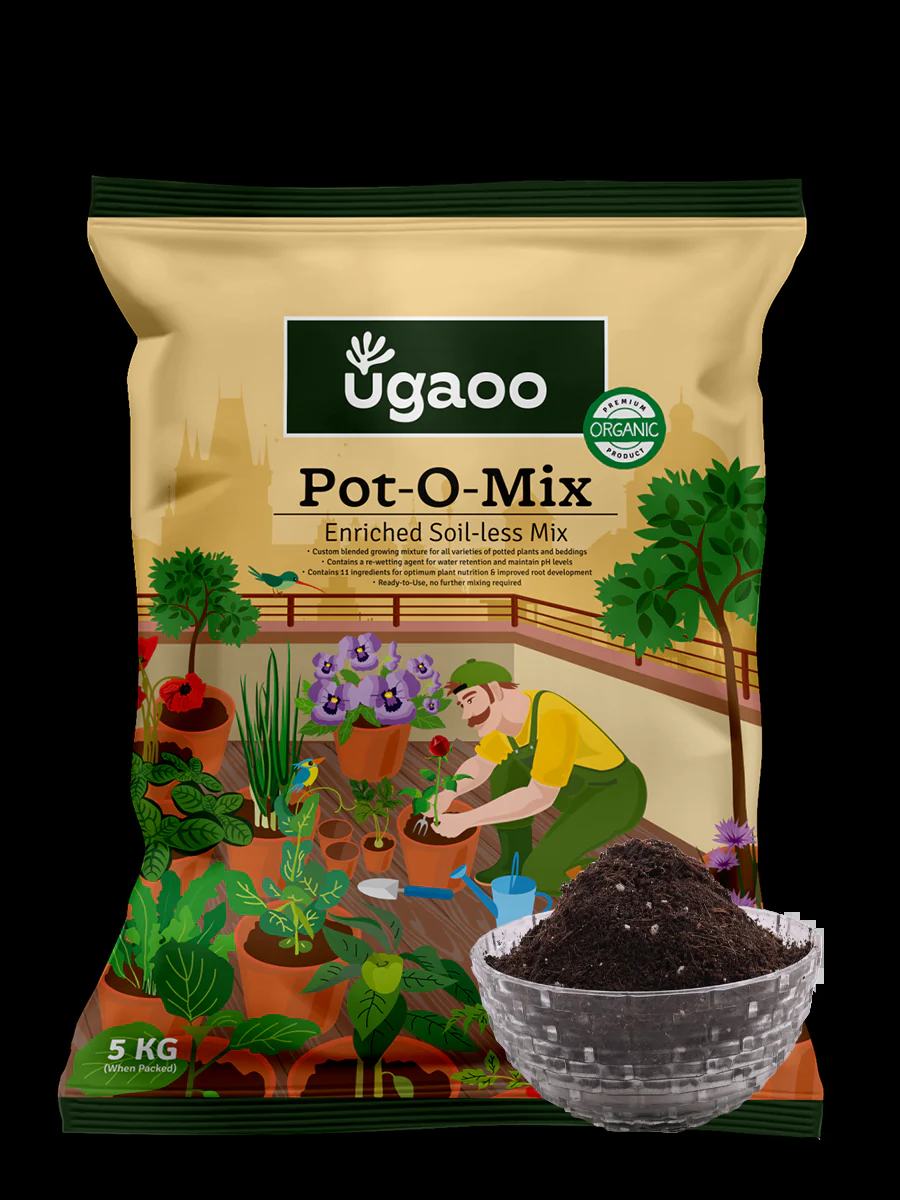 ugaoo
PREMIUM
ORGANIC
PRODUCT
Pot-O-Mix
Enriched Soil-less Mix
• Custom blended growing mixture for all varieties of potted plants and beddings
• Contains a re-wetting agent for water retention and maintain pH levels
• Contains 11 ingredients for optimum plant nutrition & improved root development
• Ready-to-Use, no further mixing required
5 KG
(When Packed)